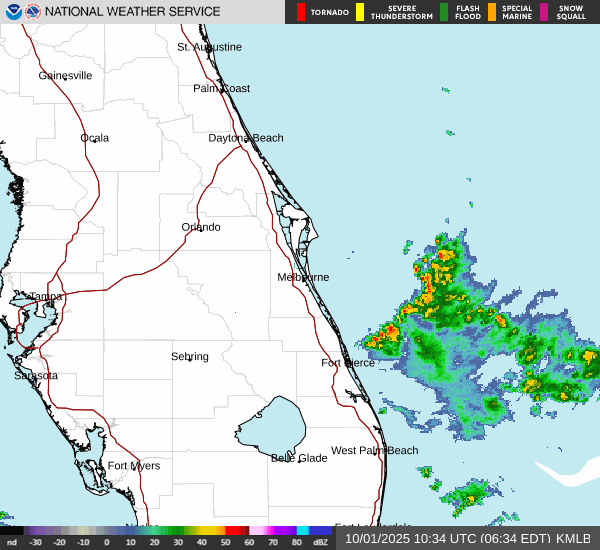 NATIONAL WEATHER SERVICE
TORNADO
SEVERE
THUNDERSTORM
FLASH
FLOOD
SPECIAL
MARINE
SNOW
SQUALL
St. Augustine
Gainesville
Palm Coast
Ocala
Daytona Beach
Orlando
Melbourne
Tampa
Sebring
Fort Pierce
Sarasota
West Palm Beach
Belle Glade
Fort Myers
nd -30 -20 -10 0 10 20 30 40 50 60 70 80 dBZ
10/01/2025 10:34 UTC (06:34 EDT) KMLB